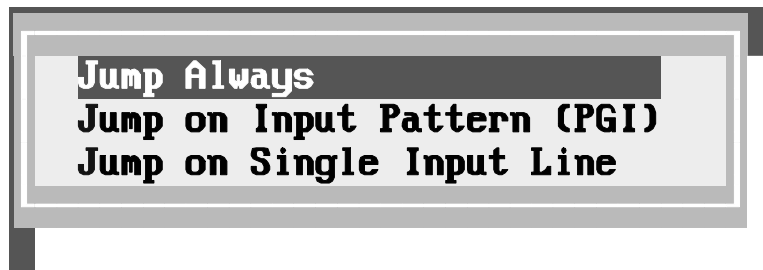 Jump Always
Jump on Input Pattern (PGI)
Jump on Single Input Line